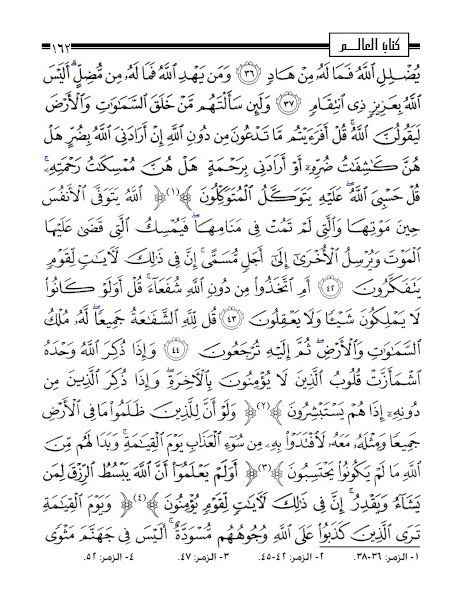 كتاب العالم ١٦٢
يُضْلِلِ اللَّهُ فَمَا لَهُ مِنْ هَادٍ ﴿٣٦﴾ وَمَن يَهْدِ اللَّهُ فَمَا لَهُ مِن مُّضِلٍّ أَلَيْسَ
اللَّهُ بِعَزِيزٍ ذِي انتِقَامٍ ﴿٣٧﴾ وَلَئِن سَأَلْتَهُم مَّنْ خَلَقَ السَّمَاوَاتِ وَالْأَرْضَ
لَيَقُولُنَّ اللَّهُ قُلْ أَفَرَءَيْتُم مَّا تَدْعُونَ مِن دُونِ اللَّهِ إِنْ أَرَادَنِيَ اللَّهُ بِضُرٍّ هَلْ
هُنَّ كَاشِفَاتُ ضُرِّهِ أَوْ أَرَادَنِي بِرَحْمَةٍ هَلْ هُنَّ مُمْسِكَاتُ رَحْمَتِهِ
قُلْ حَسْبِيَ اللَّهُ عَلَيْهِ يَتَوَكَّلُ الْمُتَوَكِّلُونَ ﴾(١) ﴿ اللَّهُ يَتَوَفَّى الْأَنفُسَ
حِينَ مَوْتِهَا وَالَّتِي لَمْ تَمُتْ فِي مَنَامِهَا فَيُمْسِكُ الَّتِي قَضَى عَلَيْهَا
الْمَوْتَ وَيُرْسِلُ الْأُخْرَى إِلَى أَجَلٍ مُّسَمًّى إِنَّ فِي ذَلِكَ لَآيَاتٍ لِّقَوْمٍ
يَتَفَكَّرُونَ ﴿٤٢﴾ أَمِ اتَّخَذُوا مِن دُونِ اللَّهِ شُفَعَاءَ قُلْ أَوَلَوْ كَانُوا
لَا يَمْلِكُونَ شَيْئًا وَلَا يَعْقِلُونَ ﴿٤٣﴾ قُل لِّلَّهِ الشَّفَاعَةُ جَمِيعًا لَّهُ مُلْكُ
السَّمَاوَاتِ وَالْأَرْضِ ثُمَّ إِلَيْهِ تُرْجَعُونَ ﴿٤٤﴾ وَإِذَا ذُكِرَ اللَّهُ وَحْدَهُ
اشْمَأَزَّتْ قُلُوبُ الَّذِينَ لَا يُؤْمِنُونَ بِالْآخِرَةِ وَإِذَا ذُكِرَ الَّذِينَ مِن
دُونِهِ إِذَا هُمْ يَسْتَبْشِرُونَ ﴾(٢) ﴿ وَلَوْ أَنَّ لِلَّذِينَ ظَلَمُوا مَا فِي الْأَرْضِ
جَمِيعًا وَمِثْلَهُ مَعَهُ لَافْتَدَوْا بِهِ مِن سُوءِ الْعَذَابِ يَوْمَ الْقِيَامَةِ وَبَدَا لَهُم مِّنَ
اللَّهِ مَا لَمْ يَكُونُوا يَحْتَسِبُونَ ﴾(٣) ﴿ أَوَلَمْ يَعْلَمُوا أَنَّ اللَّهَ يَبْسُطُ الرِّزْقَ لِمَن
يَشَاءُ وَيَقْدِرُ إِنَّ فِي ذَلِكَ لَآيَاتٍ لِّقَوْمٍ يُؤْمِنُونَ ﴾(٤) ﴿ وَيَوْمَ الْقِيَامَةِ
تَرَى الَّذِينَ كَذَبُوا عَلَى اللَّهِ وُجُوهُهُم مُّسْوَدَّةٌ أَلَيْسَ فِي جَهَنَّمَ مَثْوًى
١- الزمر: ٣٦-٣٨. ٢- الزمر: ٤٢-٤٥. ٣- الزمر: ٤٧. ٤- الزمر: ٥٢.